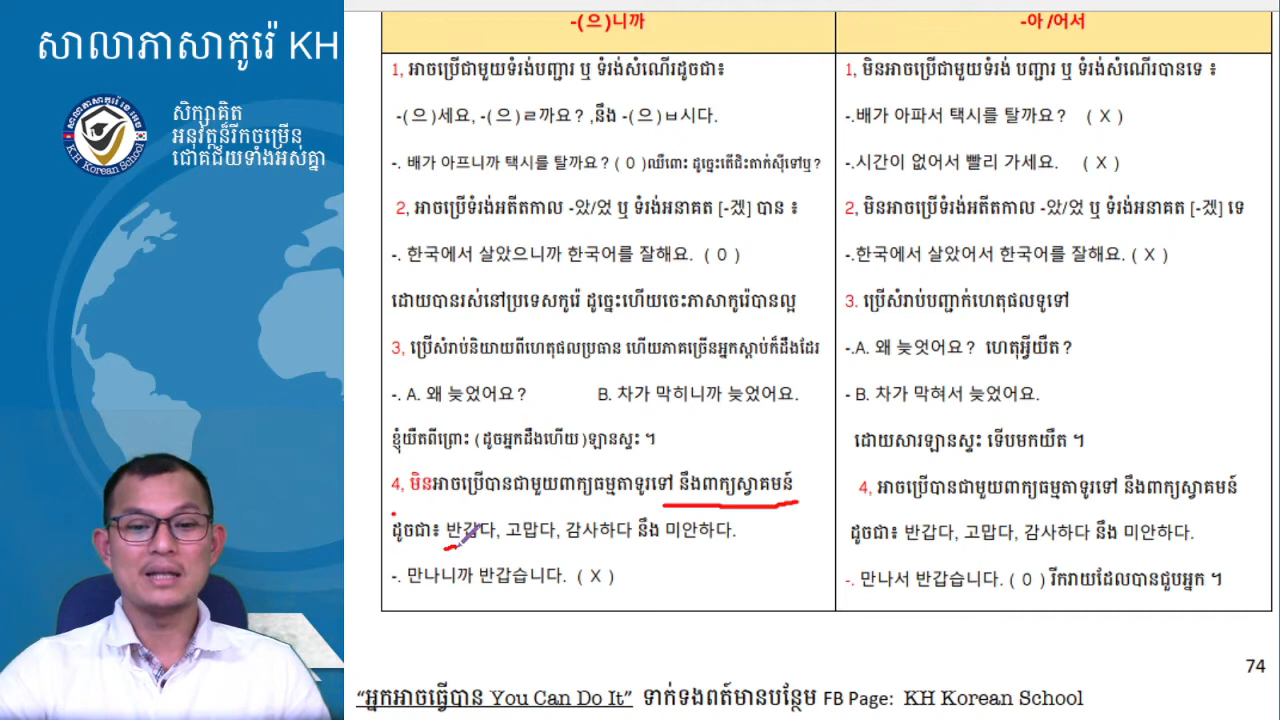 សាលាភាសាកូរ៉េ KH
សិក្សាគិត
អនុវត្តន៍រីកចម្រើន
ជោគជ័យទាំងអស់គ្នា
សាលាភាសាកូរ៉េ ខេ អេច
K.H Korean School
-(으)니까
1, អាចប្រើជាមួយទំរង់បញ្ជារ ឬ ទំរង់សំណើរដូចជា៖
-(으)세요, -(으)ㄹ까요? ,នឹង -(으)ㅂ시다.
-. 배가 아프니까 택시를 탈까요? ( O )ឈឺពោះ ដូច្នេះតើជិះតាក់ស៊ីទៅឬ?
2, អាចប្រើទំរង់អតីតកាល -았/었 ឬ ទំរង់អនាគត [-겠] បាន ៖
-. 한국에서 살았으니까 한국어를 잘해요. ( O )
ដោយបានរស់នៅប្រទេសកូរ៉េ ដូច្នេះហើយចេះភាសាកូរ៉េបានល្អ
3, ប្រើសំរាប់និយាយពីហេតុផលប្រធាន ហើយភាគច្រើនអ្នកស្តាប់ក៏ដឹងដែរ
-. A. 왜 늦었어요? B. 차가 막히니까 늦었어요.
ខ្ញុំយឺតពីព្រោះ (ដូចអ្នកដឹងហើយ)ឡានស្ទះ ។
4, មិនអាចប្រើបានជាមួយពាក្យធម្មតាទូរទៅ នឹងពាក្យស្វាគមន៍
ដូចជា៖ 반갑다, 고맙다, 감사하다 នឹង 미안하다.
-. 만나니까 반갑습니다. ( X )
-아/어서
1, មិនអាចប្រើជាមួយទំរង់ បញ្ជារ ឬ ទំរង់សំណើរបានទេ ៖
-.배가 아파서 택시를 탈까요? ( X )
-.시간이 없어서 빨리 가세요. ( X )
2, មិនអាចប្រើទំរង់អតីតកាល -았/었 ឬ ទំរង់អនាគត [-겠] ទេ
-.한국에서 살았어서 한국어를 잘해요. ( X )
3. ប្រើសំរាប់បញ្ជាក់ហេតុផលទូទៅ
-.A. 왜 늦엇어요? ហេតុអ្វីយឺត?
- B. 차가 막혀서 늦었어요.
ដោយសារឡានស្ទះ ទើបមកយឺត ។
4, អាចប្រើបានជាមួយពាក្យធម្មតាទូរទៅ នឹងពាក្យស្វាគមន៍
ដូចជា៖ 반갑다, 고맙다, 감사하다 នឹង 미안하다.
-. 만나서 반갑습니다. ( O ) រីករាយដែលបានជួបអ្នក ។
74
“អ្នកអាចធ្វើបាន You Can Do It” ទាក់ទងពត៌មានបន្ថែម FB Page: KH Korean School